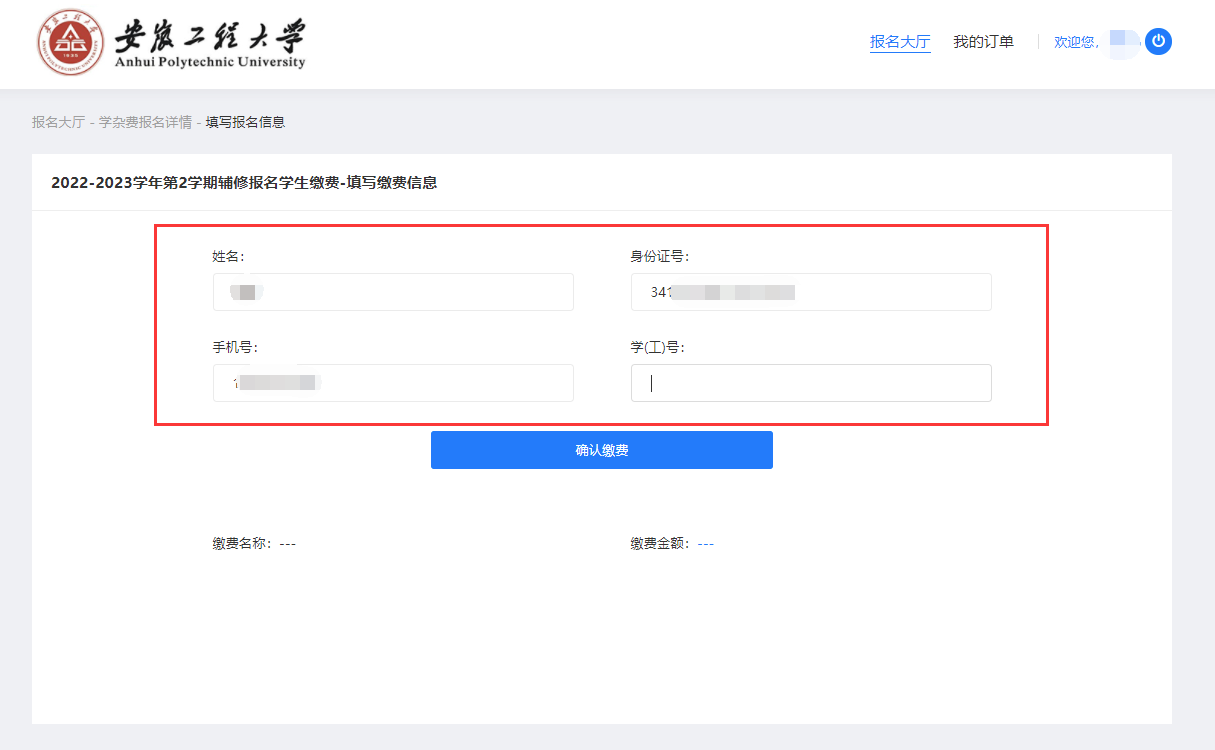 安徽工程大学
Anhui Polytechnic University
报名大厅 我的订单 欢迎您,
报名大厅 - 学杂费报名详情 - 填写报名信息
2022-2023学年第2学期辅修报名学生缴费-填写缴费信息
姓名: 身份证号:
341
手机号: 学(工)号:
1
确认缴费
缴费名称: --- 缴费金额: ---